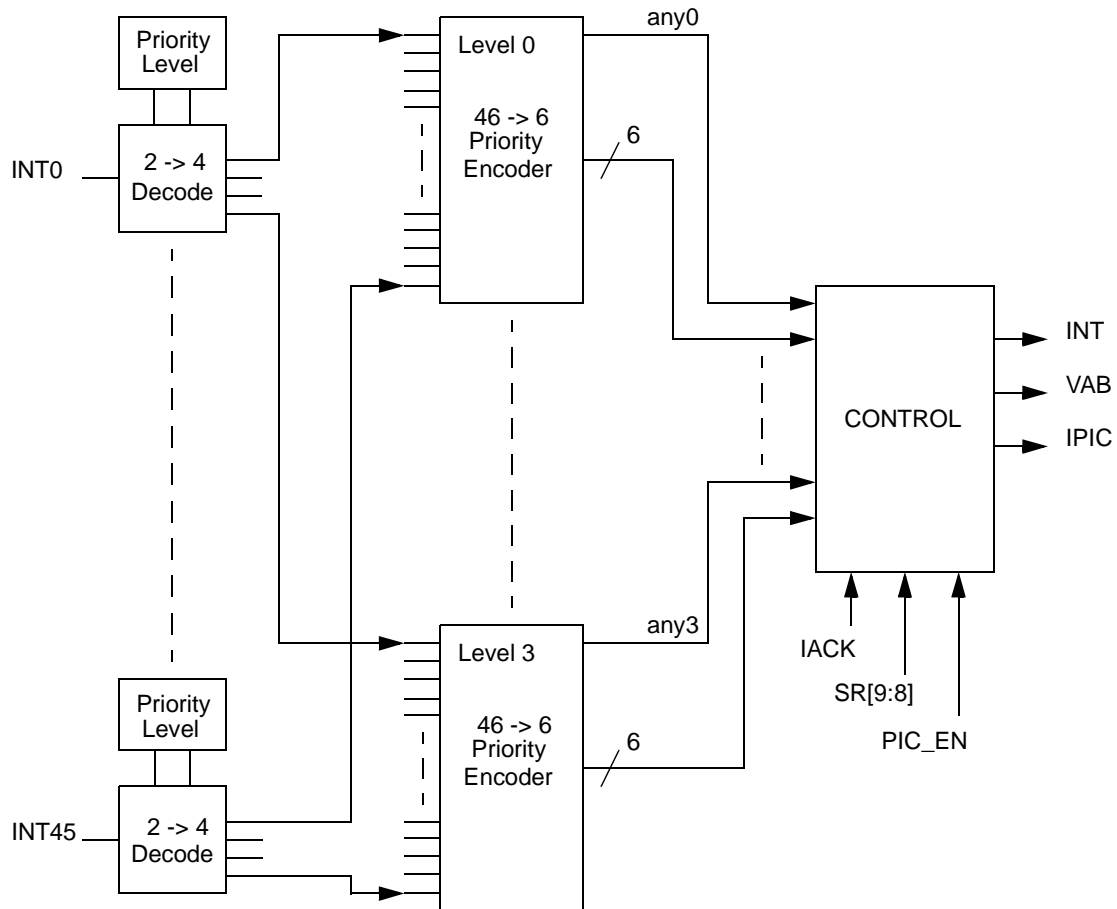 Priority
Level
INT0
2 -> 4
Decode
Level 0
46 -> 6
Priority
Encoder
any0
6
CONTROL
INT
VAB
IPIC
IACK
SR[9:8]
PIC_EN
Priority
Level
INT45
2 -> 4
Decode
Level 3
46 -> 6
Priority
Encoder
any3
6